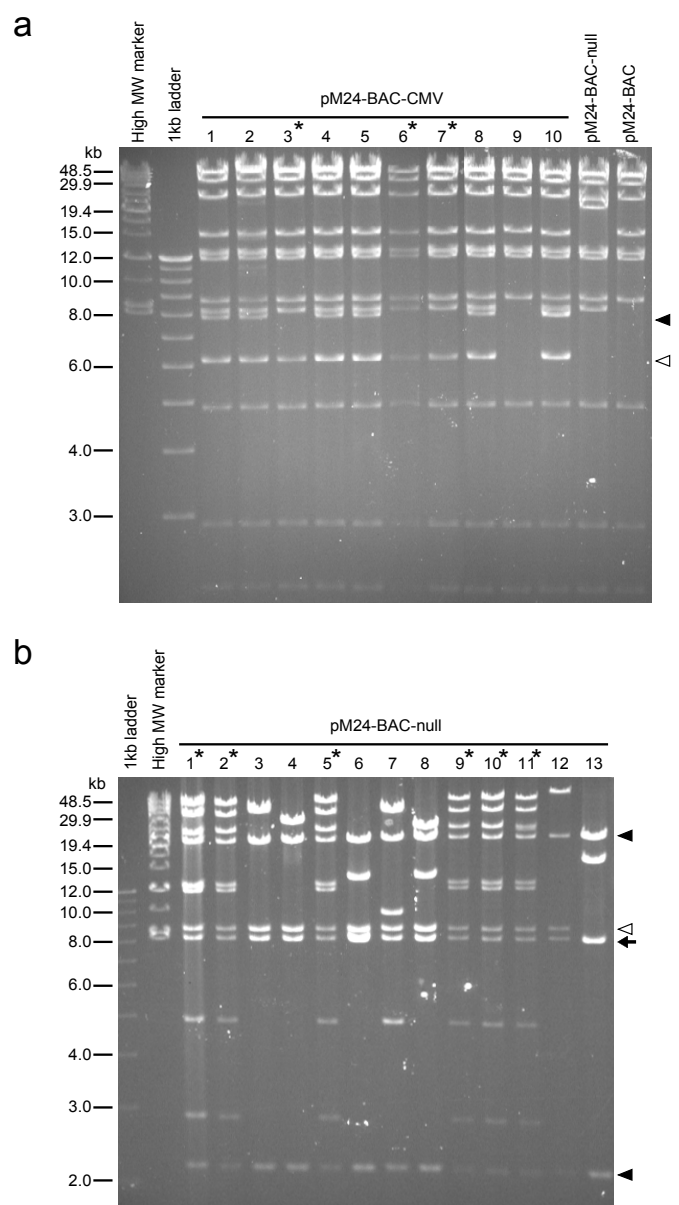 a
High MW marker
1kb ladder
pM24-BAC-CMV
pM24-BAC-null
pM24-BAC
1 2 3* 4 5 6* 7* 8 9 10
kb
48.5
29.9
19.4
15.0
12.0
10.0
8.0
6.0
4.0
3.0
b
1kb ladder
High MW marker
pM24-BAC-null
1* 2* 3 4 5* 6 7 8 9* 10* 11* 12 13
kb
48.5
29.9
19.4
15.0
12.0
10.0
8.0
6.0
4.0
3.0
2.0